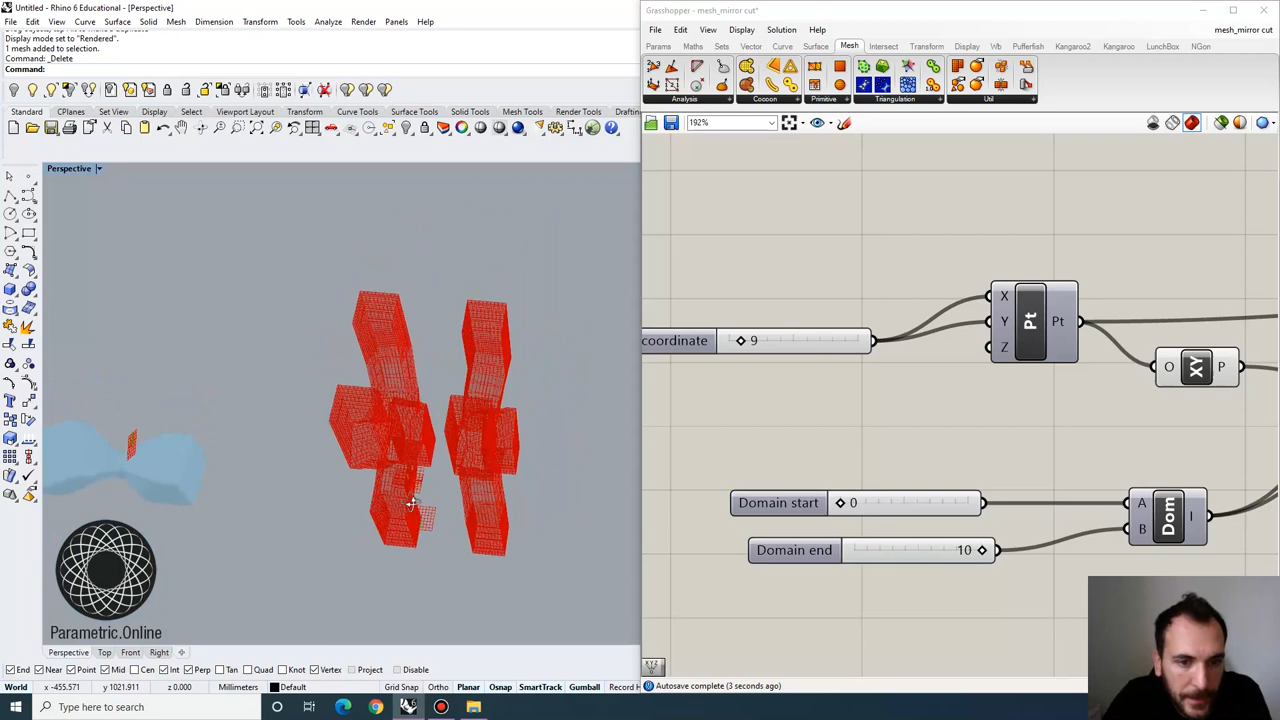 Untitled - Rhino 6 Educational - [Perspective]
File Edit View Curve Surface Solid Mesh Dimension Transform Tools Analyze Render Panels Help
Display mode set to "Rendered".
1 mesh added to selection.
Command: _Delete
Command:
Standard CPlanes Set View Display Select Viewport Layout Transform Curve Tools Surface Tools Solid Tools Mesh Tools Render Tools Draftin
Perspective
Parametric.Online
Perspective Top Front Right
End Near Point Mid Cen Int Perp Tan Quad Knot Vertex Project Disable
World x -455.571 y 1021.911 z 0.000 Millimeters Default Grid Snap Ortho Planar Osnap SmartTrack Gumball Record H
Type here to search
Grasshopper - mesh_mirror cut*
File Edit View Display Solution Help mesh_mirror cut
Params Maths Sets Vector Curve Surface Mesh Intersect Transform Display Wb Pufferfish Kangaroo2 Kangaroo LunchBox NGon
Analysis Cocoon Primitive Triangulation Util
192%
coordinate 9
X Y Z Pt Pt
O XY P
Domain start 0
Domain end 10
A B Dom I
Autosave complete (3 seconds ago)